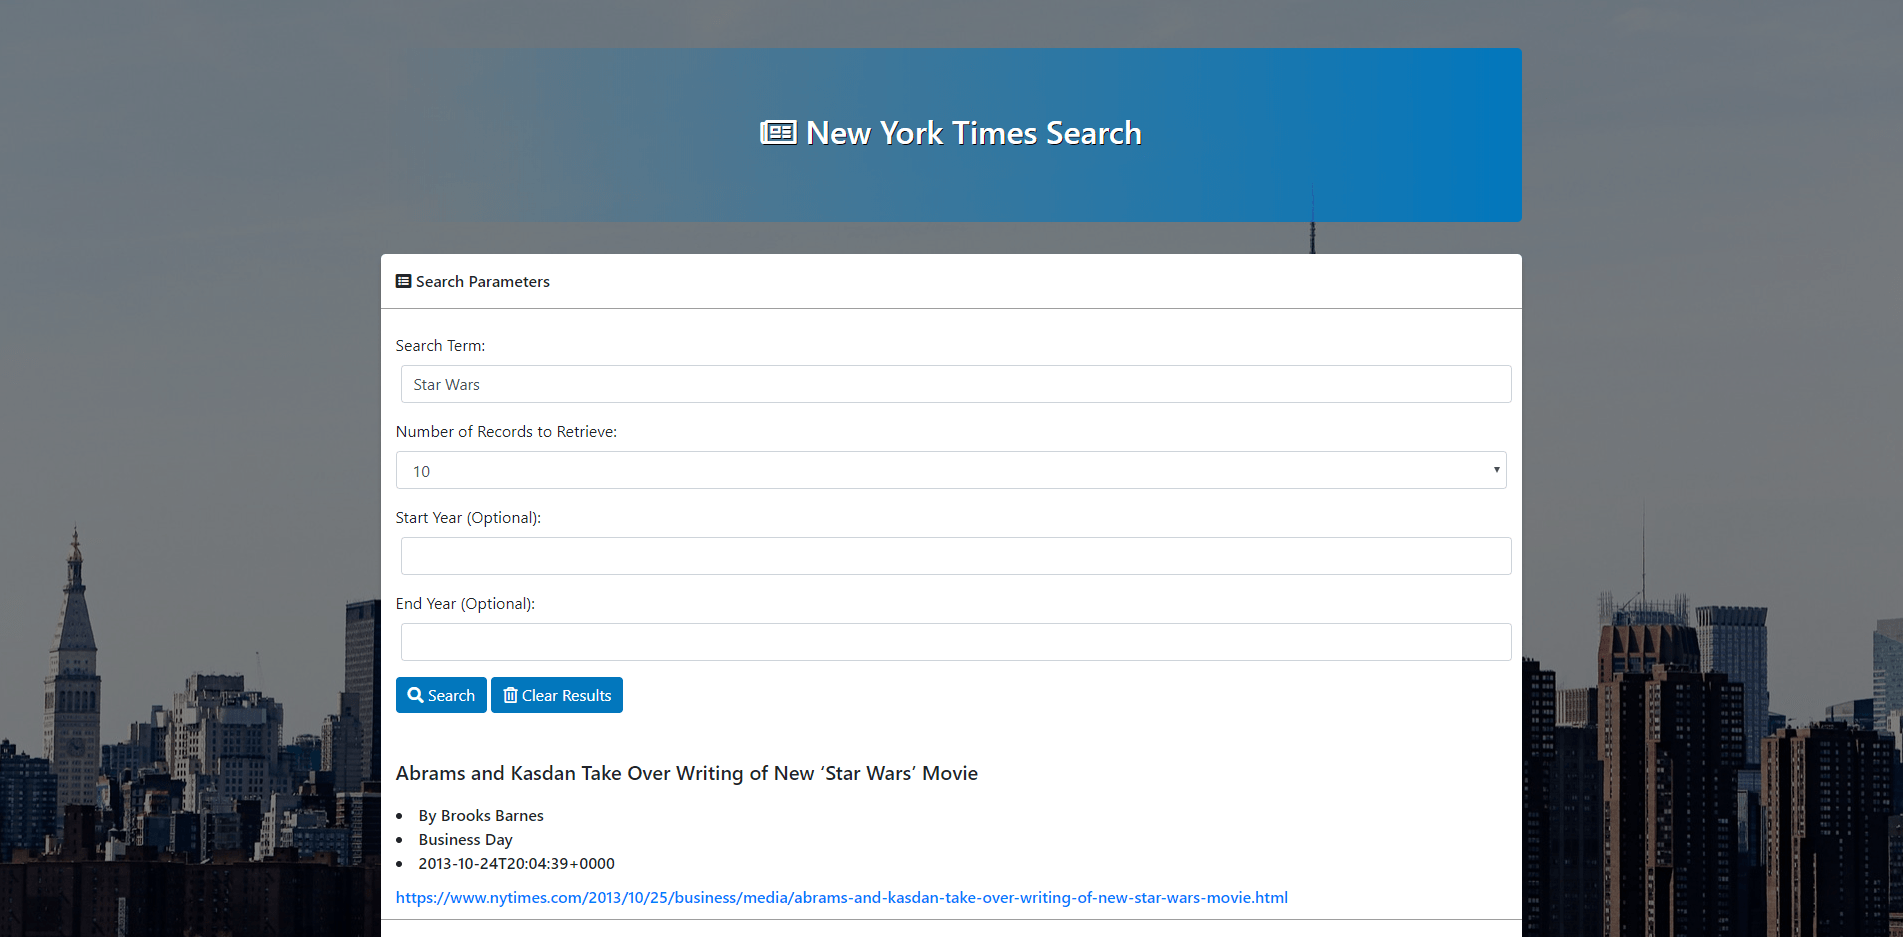 New York Times Search
Search Parameters
Search Term:
Star Wars
Number of Records to Retrieve:
10
Start Year (Optional):
End Year (Optional):
Search Clear Results
Abrams and Kasdan Take Over Writing of New ‘Star Wars’ Movie
• By Brooks Barnes
• Business Day
• 2013-10-24T20:04:39+0000
https://www.nytimes.com/2013/10/25/business/media/abrams-and-kasdan-take-over-writing-of-new-star-wars-movie.html